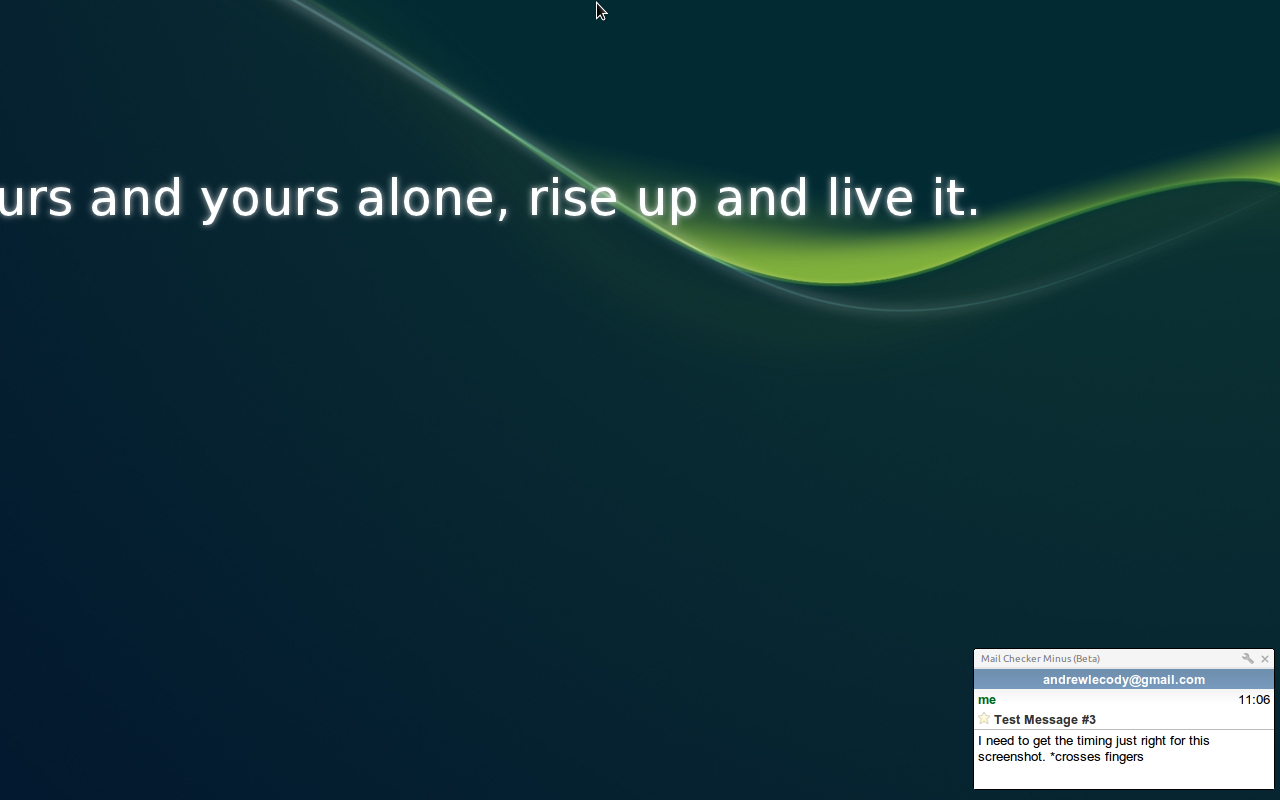 urs and yours alone, rise up and live it.
Mail Checker Minus (Beta)
andrewlecody@gmail.com
me 11:06
Test Message #3
I need to get the timing just right for this
screenshot. *crosses fingers